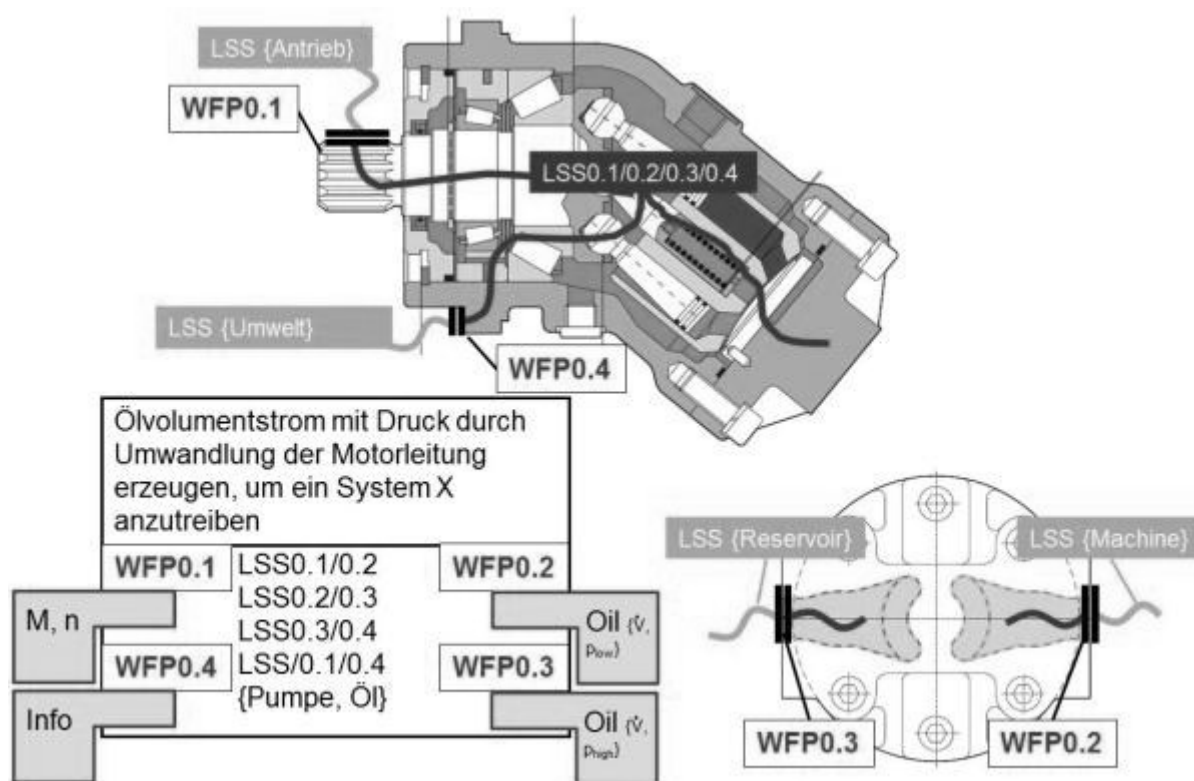 LSS {Antrieb}
WFP0.1
LSS0.1/0.2/0.3/0.4
LSS {Umwelt}
WFP0.4
Ölvolumentstrom mit Druck durch
Umwandlung der Motorleitung
erzeugen, um ein System X
anzutreiben
WFP0.1
LSS0.1/0.2
WFP0.2
LSS0.2/0.3
M, n
LSS0.3/0.4
Oil {V̇,
plow}
WFP0.4
LSS/0.1/0.4
WFP0.3
{Pumpe, Öl}
Info
Oil {V̇,
phigh}
LSS {Reservoir}
LSS {Machine}
WFP0.3
WFP0.2